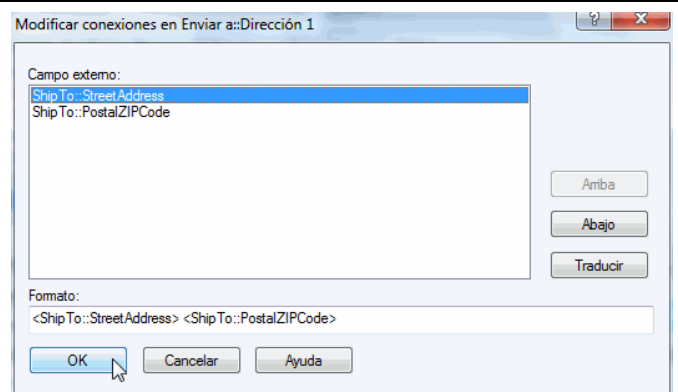 Modificar conexiones en Enviar a::Dirección 1
Campo externo:
ShipTo::StreetAddress
ShipTo::PostalZIPCode
Arriba
Abajo
Traducir
Formato:
<ShipTo::StreetAddress> <ShipTo::PostalZIPCode>
OK
Cancelar
Ayuda